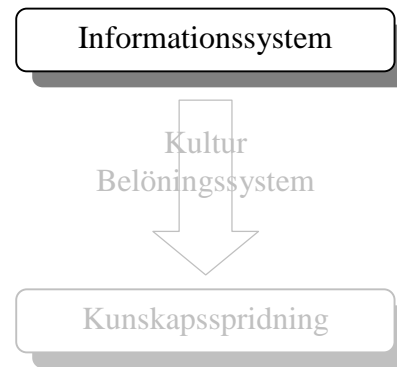 Informationssystem
Kultur
Belöningssystem
Kunskapsspridning